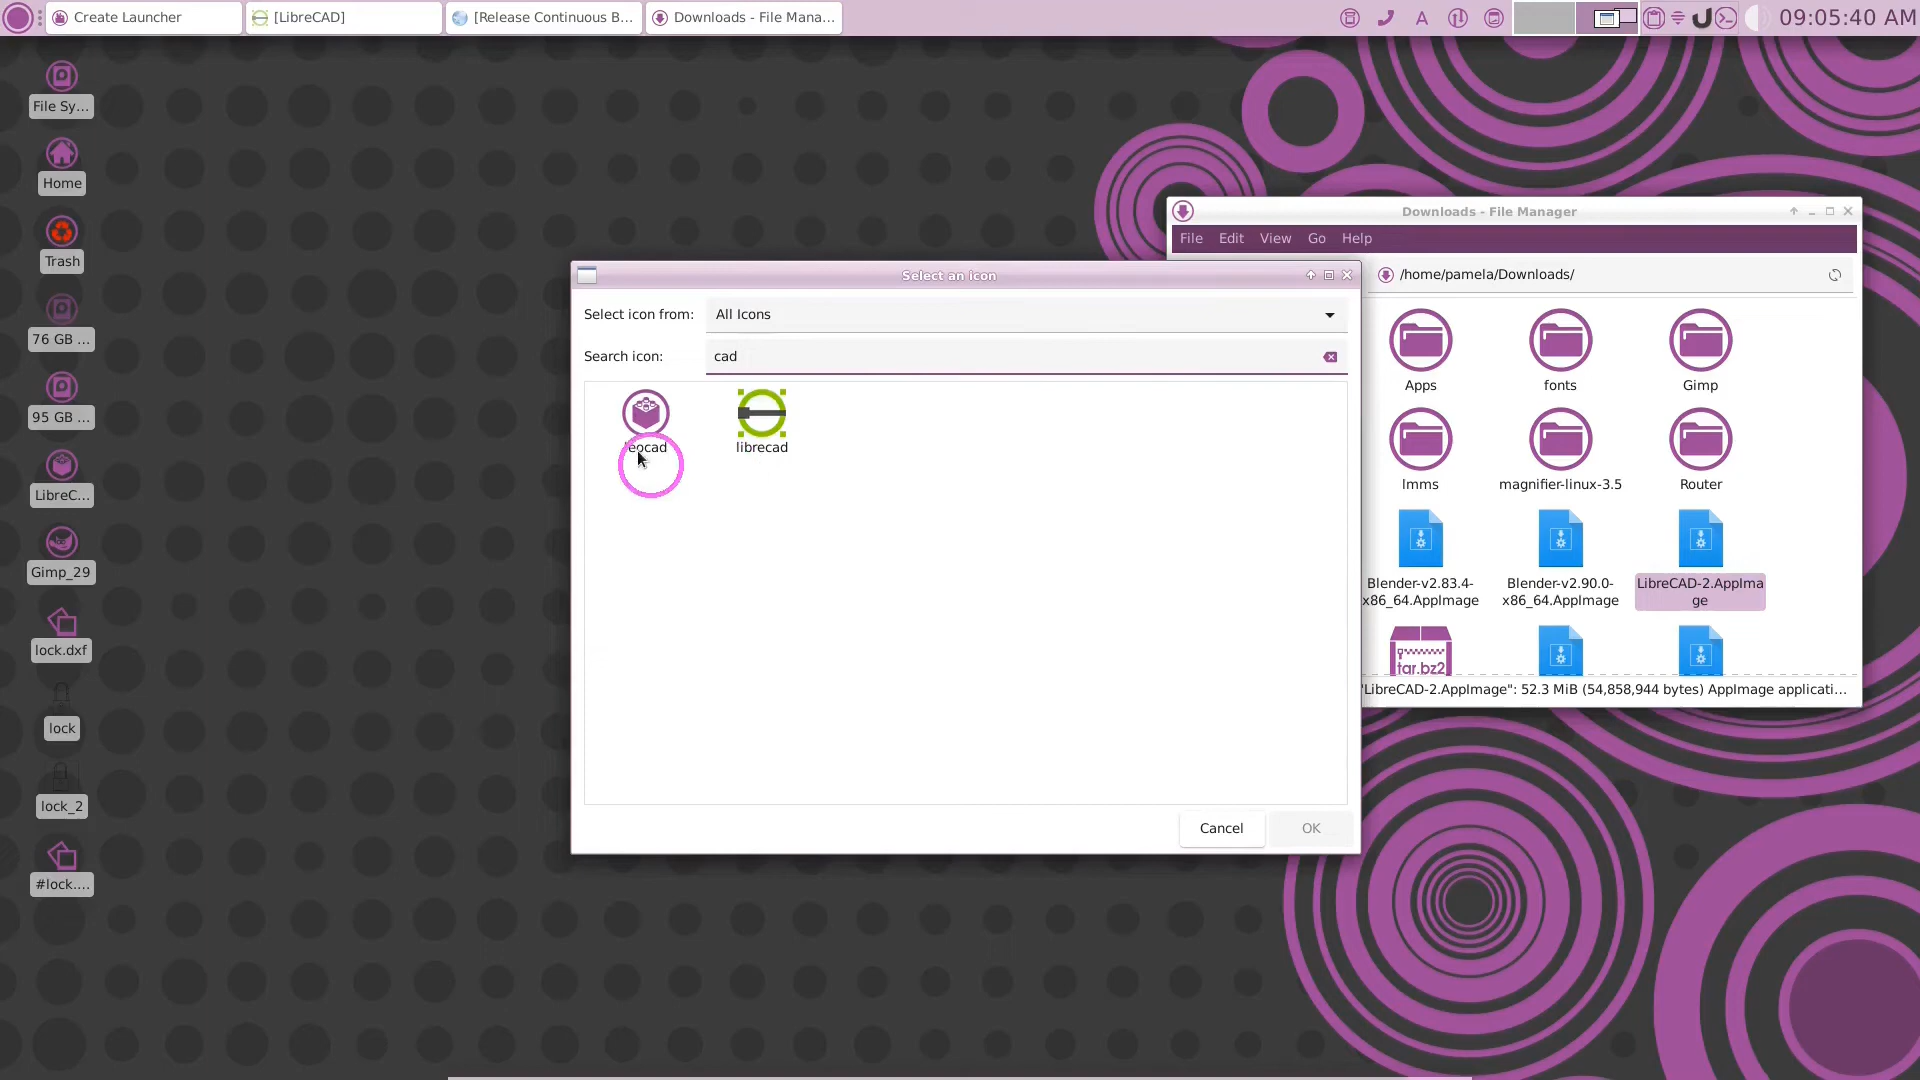 Create Launcher
[LibreCAD]
[Release Continuous B...
Downloads - File Mana...
A
09:05:40 AM
File Sy...
Home
Trash
76 GB ...
95 GB ...
LibreC...
Gimp_29
lock.dxf
lock
lock_2
#lock....
Downloads - File Manager
File Edit View Go Help
/home/pamela/Downloads/
Apps
fonts
Gimp
lmms
magnifier-linux-3.5
Router
Blender-v2.83.4-
x86_64.AppImage
Blender-v2.90.0-
x86_64.AppImage
LibreCAD-2.AppIma
ge
tar.bz2
"LibreCAD-2.AppImage": 52.3 MiB (54,858,944 bytes) AppImage applicati...
Select an icon
Select icon from:
All Icons
Search icon:
cad
leocad
librecad
Cancel
OK